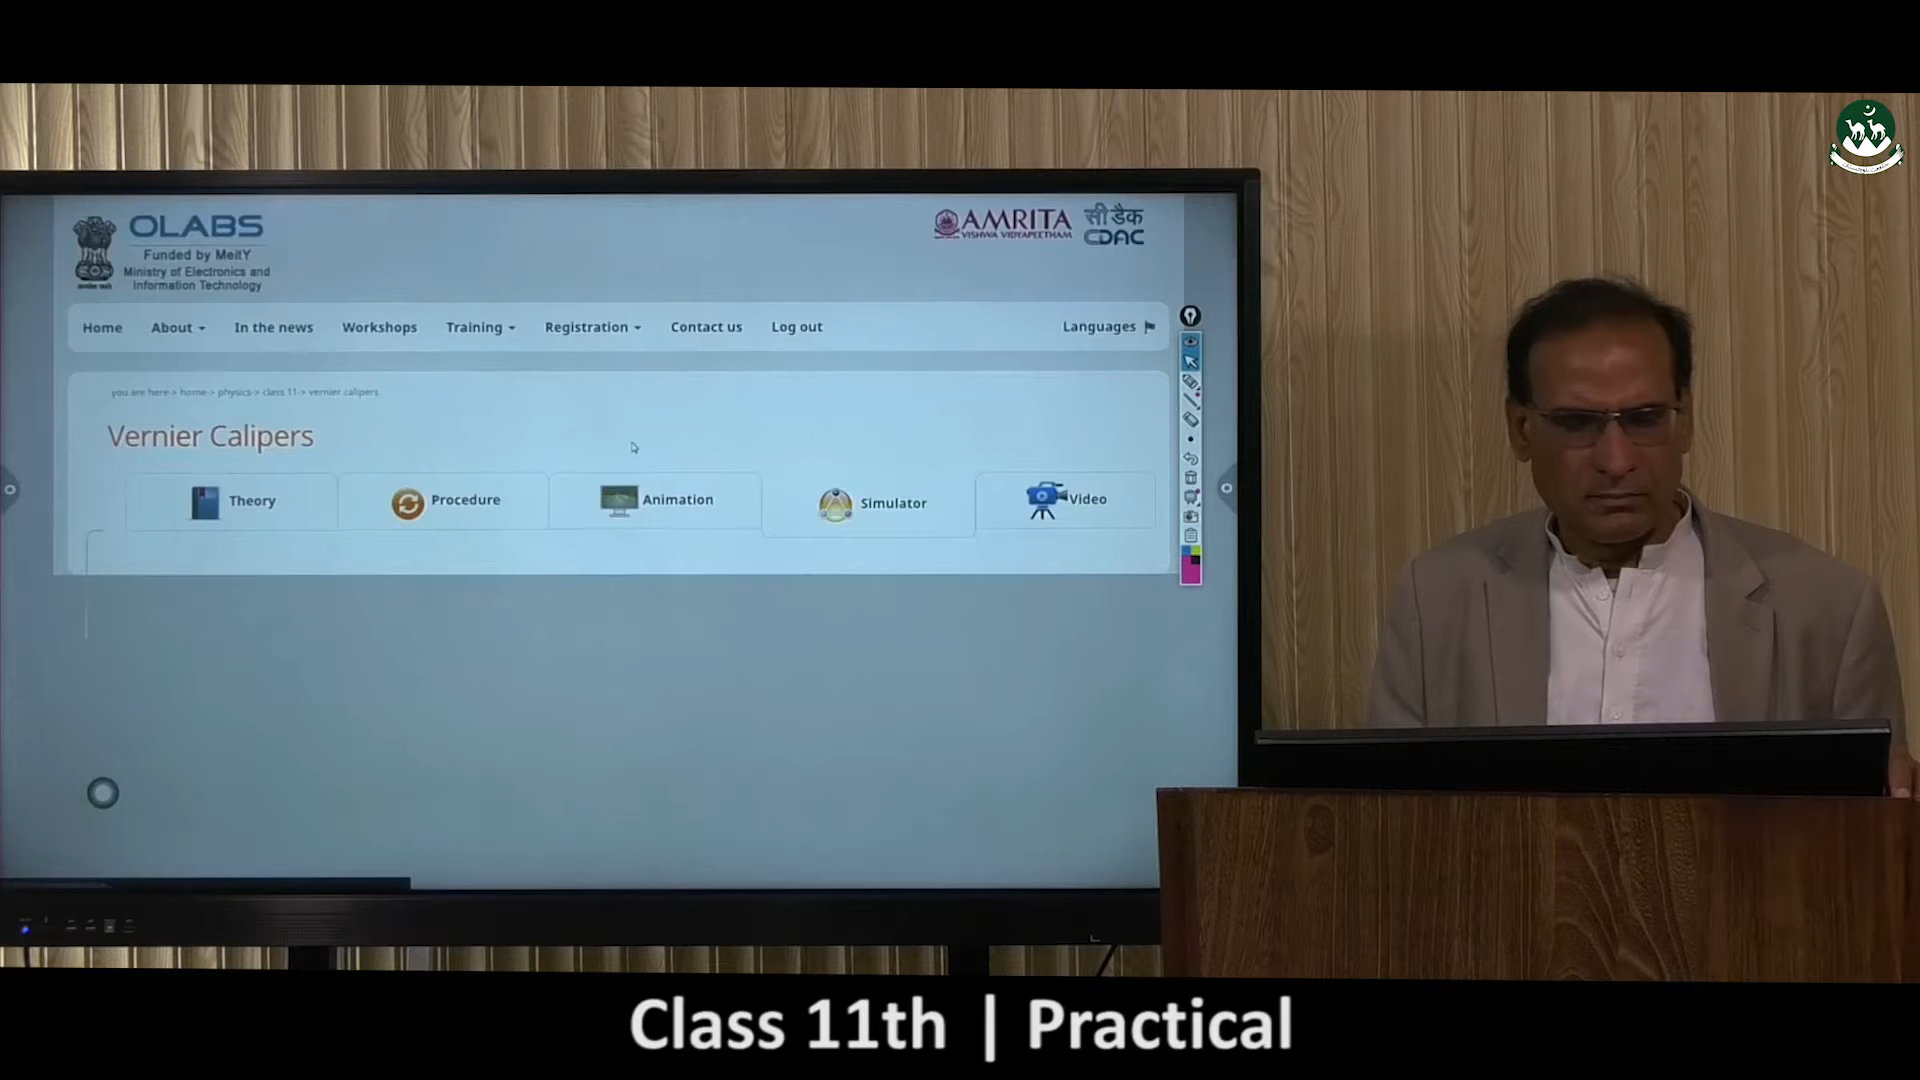 OLABS
Funded by MeitY
Ministry of Electronics and
Information Technology
AMRITA
VISHWA VIDYAPEETHAM
सी डैक
CDAC
Home About In the news Workshops Training Registration Contact us Log out Languages
you are here-> home-> physics-> class 11-> vernier calipers
Vernier Calipers
Theory Procedure Animation Simulator Video
Class 11th | Practical